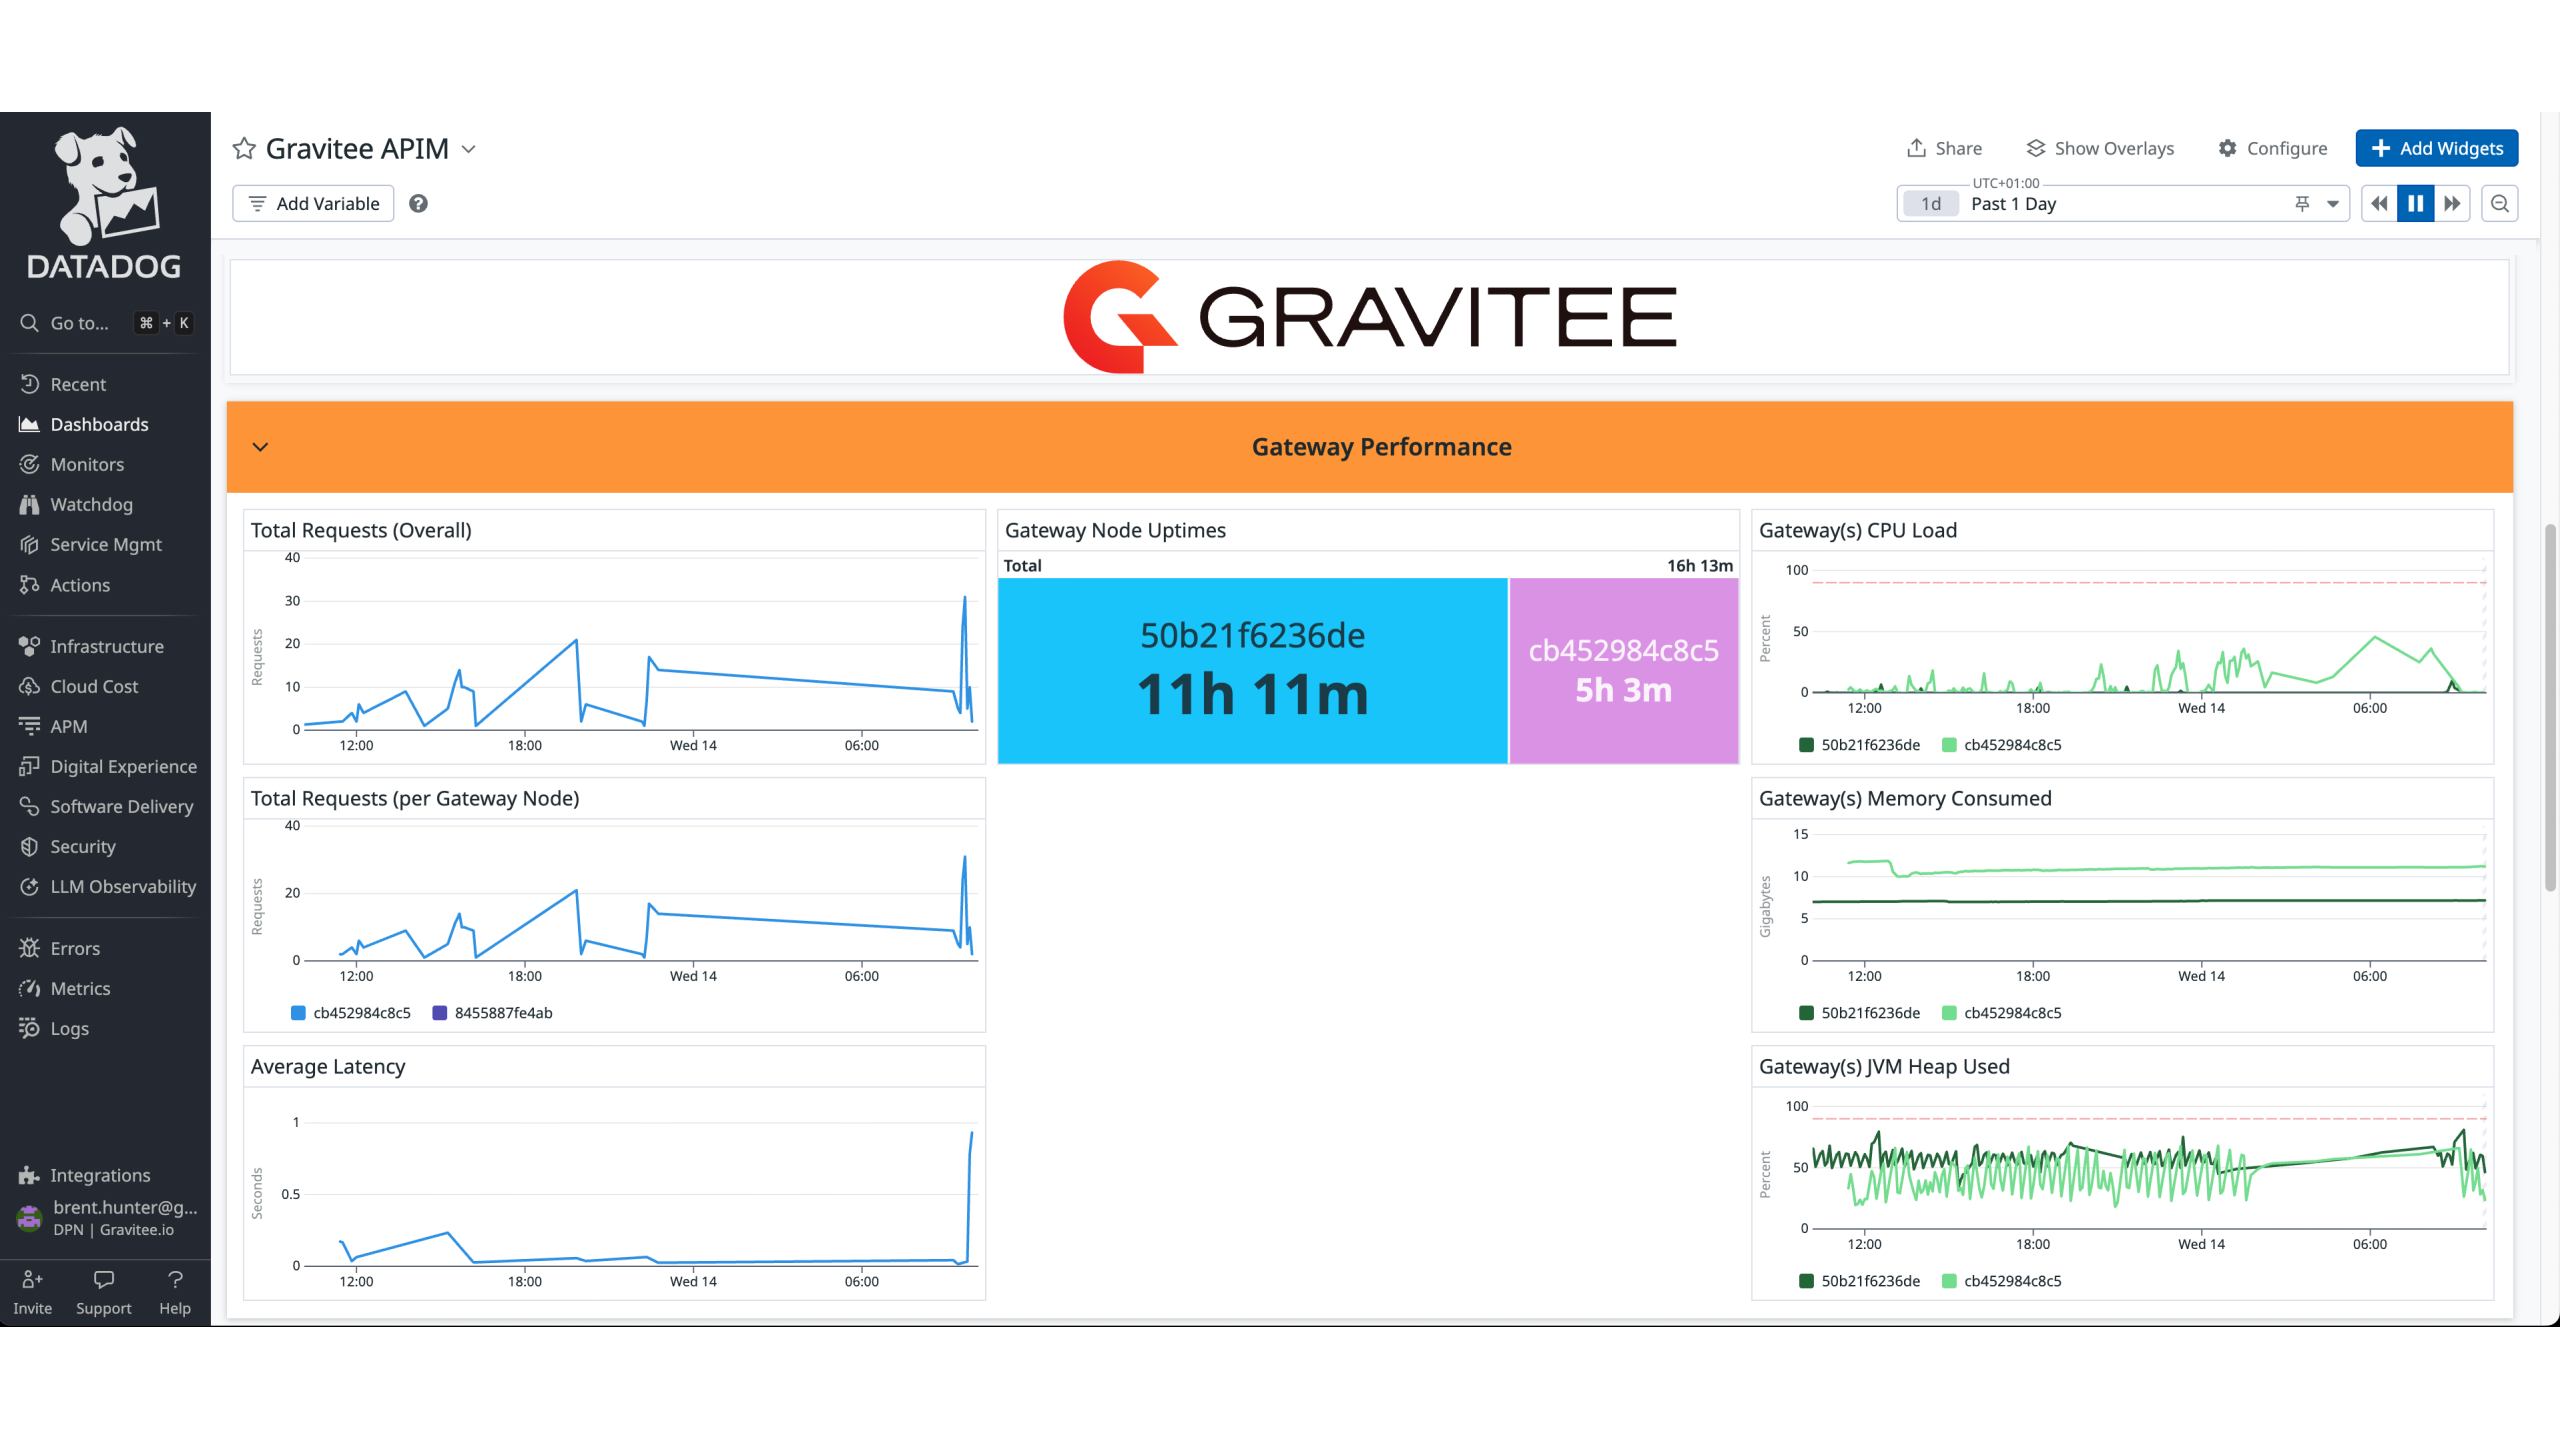 DATADOG
Go to... ⌘ + K
Recent
Dashboards
Monitors
Watchdog
Service Mgmt
Actions
Infrastructure
Cloud Cost
APM
Digital Experience
Software Delivery
Security
LLM Observability
Errors
Metrics
Logs
Integrations
brent.hunter@g...
DPN | Gravitee.io
Invite Support Help
Gravitee APIM
Share Show Overlays Configure + Add Widgets
Add Variable ?
UTC+01:00
1d Past 1 Day
GRAVITEE
Gateway Performance
Total Requests (Overall)
Requests
40
30
20
10
0
12:00 18:00 Wed 14 06:00
Gateway Node Uptimes
Total 16h 13m
50b21f6236de
11h 11m
cb452984c8c5
5h 3m
Gateway(s) CPU Load
Percent
100
50
0
12:00 18:00 Wed 14 06:00
50b21f6236de cb452984c8c5
Total Requests (per Gateway Node)
Requests
40
20
0
12:00 18:00 Wed 14 06:00
cb452984c8c5 8455887fe4ab
Gateway(s) Memory Consumed
Gigabytes
15
10
5
0
12:00 18:00 Wed 14 06:00
50b21f6236de cb452984c8c5
Average Latency
Seconds
1
0.5
0
12:00 18:00 Wed 14 06:00
Gateway(s) JVM Heap Used
Percent
100
50
0
12:00 18:00 Wed 14 06:00
50b21f6236de cb452984c8c5